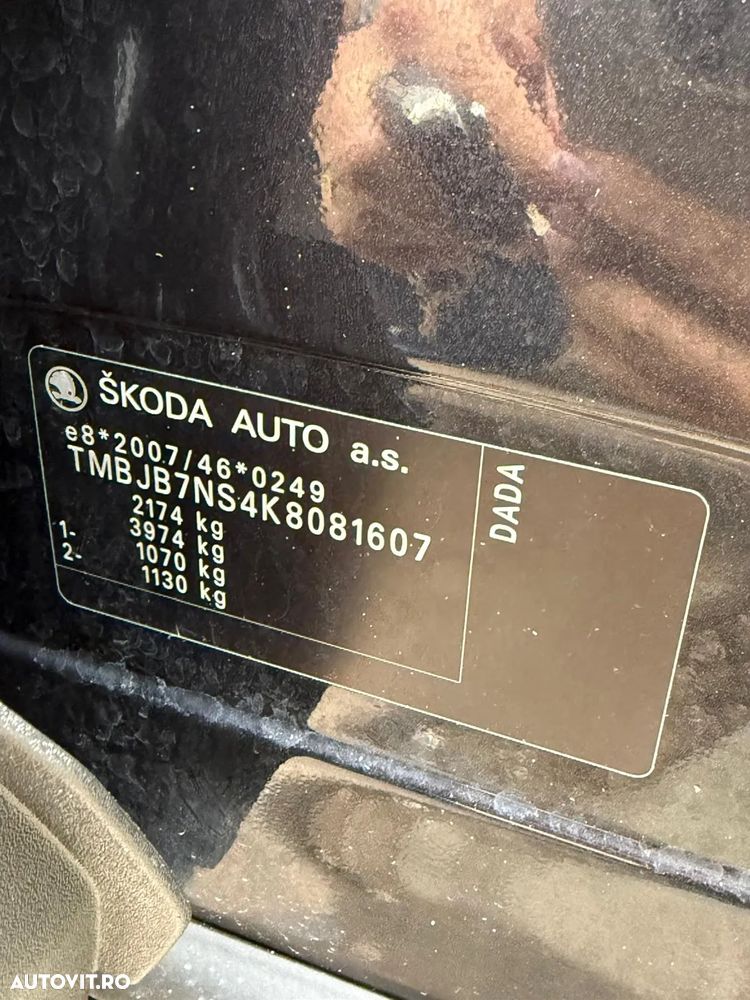 ŠKODA AUTO a.s.
e8*2007/46*0249
TMBJB7NS4K8081607
2174 kg
3974 kg
1- 1070 kg
2- 1130 kg
DADA
AUTOVIT.RO